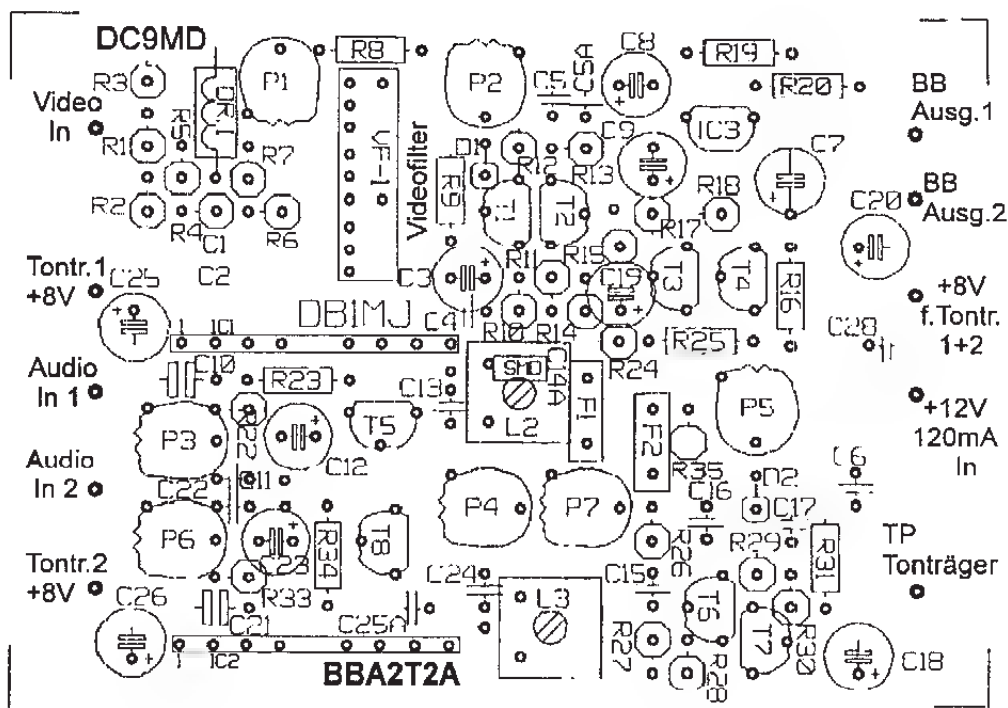 DC9MD
R3
Video
In
R1
R2
R5
DR1
R4
R7
C1
C2
R6
P1
R8
VF-1
Videofilter
P2
C5
C5A
C8
R19
R20
BB
Ausg.1
D1
R12
R13
C9
IC3
C7
R9
T1
T2
R18
BB
Ausg.2
R17
C20
Tontr.1
+8V
C25
C3
R11
R15
C19
T3
T4
R16
+8V
f.Tontr.
1+2
DB1MJ
C4
R10
R14
1
IC1
R25
C28
R24
Audio
In 1
C10
R23
C13
SMD
C14A
F1
L2
P5
+12V
120mA
In
P3
R22
C12
T5
F2
R35
Audio
In 2
C22
C11
P4
P7
C16
D2
C17
C6
P6
C23
R34
T8
R26
R29
R31
TP
Tonträger
Tontr.2
+8V
C26
R33
C21
C25A
C24
L3
C15
T6
T7
R30
R27
R28
C18
1
IC2
BBA2T2A